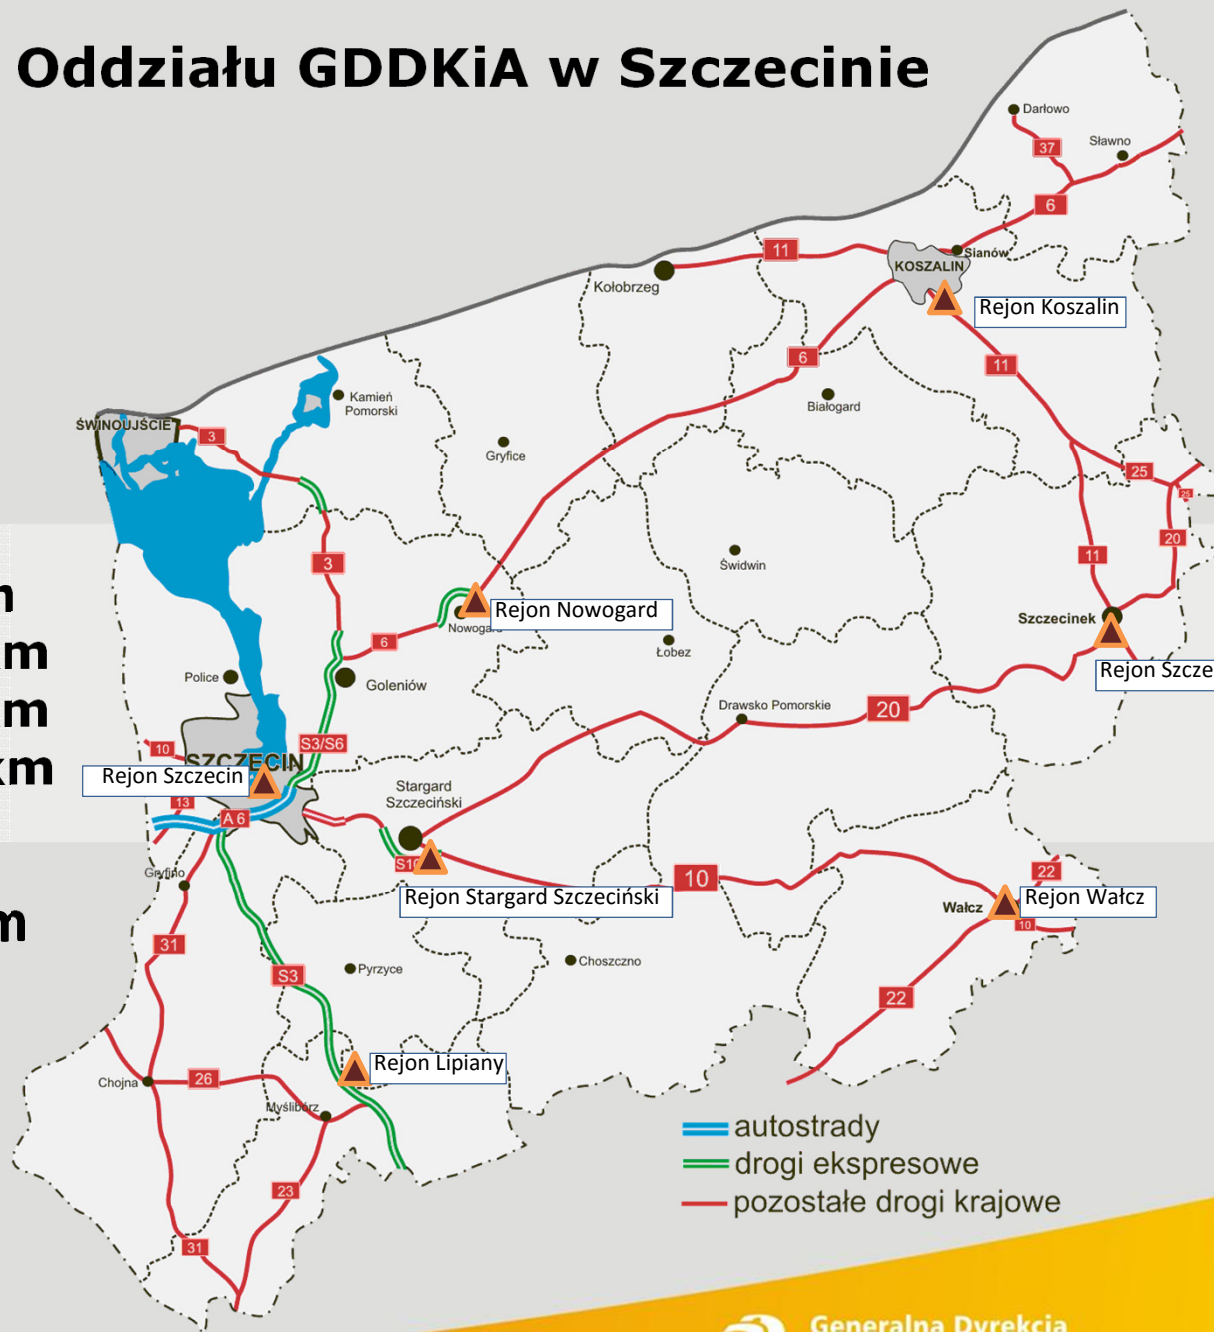 Oddziału GDDKiA w Szczecinie
Darłowo
37
Sławno
6
11
Sianów
KOSZALIN
Kołobrzeg
Rejon Koszalin
6
11
Kamień
Pomorski
Białogard
ŚWINOUJŚCIE
3
Gryfice
25
25
20
3
11
Świdwin
m
Rejon Nowogard
Nowogard
Szczecinek
6
Łobez
km
Rejon Szcze
Police
Goleniów
Drawsko Pomorskie
20
m
S3/S6
10
SZCZECIN
km
Rejon Szczecin
Stargard
Szczeciński
13
A 6
S10
Gryfino
10
22
Rejon Stargard Szczeciński
Wałcz
Rejon Wałcz
10
m
31
Choszczno
Pyrzyce
S3
22
Rejon Lipiany
Chojna
26
Myślibórz
autostrady
drogi ekspresowe
23
pozostałe drogi krajowe
31
Generalna Dyrekcja